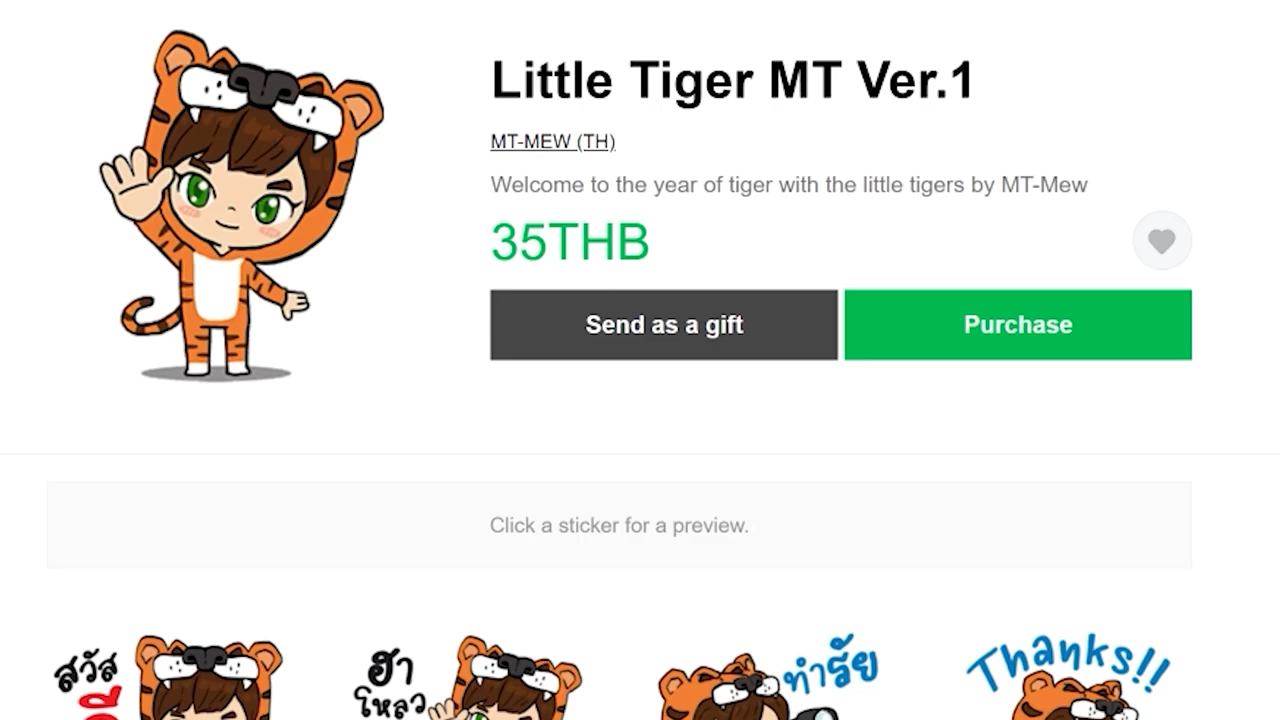 Little Tiger MT Ver.1
MT-MEW (TH)
Welcome to the year of tiger with the little tigers by MT-Mew
35THB
Send as a gift
Purchase
Click a sticker for a preview.
สวัส
ดี
ฮา
โหลว
ทำรัย
Thanks!!